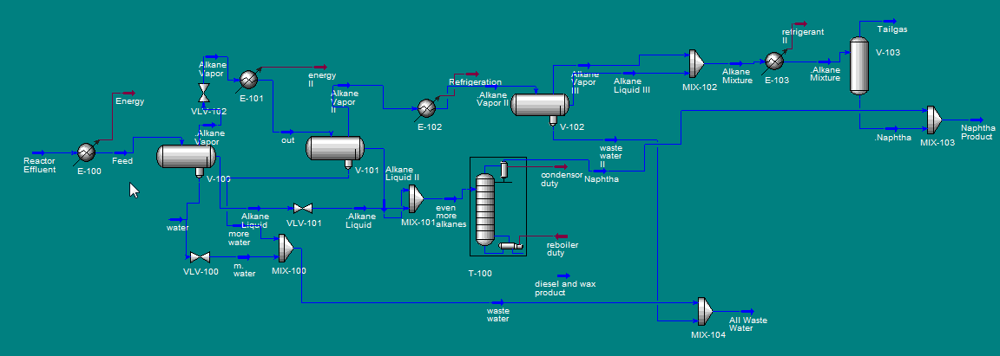 Tailgas
refrigerant
II
V-103
.Alkane
Vapor
energy
II
E-101
VLV-102
Energy
Alkane
Vapor
II
Refrigeration
.Alkane
Vapor II
E-102
Alkane
Vapor
III
Alkane
Liquid III
MIX-102
Alkane
Mixture
E-103
.Alkane
Mixture
Alkane
Vapor
out
V-102
Reactor
Effluent
E-100
Feed
V-105
V-101
waste
water
II
.Naphtha
MIX-103
Naphtha
Product
Alkane
Liquid II
condensor
duty
Naphtha
water
Alkane
Liquid
VLV-101
.Alkane
Liquid
MIX-101
even
more
alkanes
more
water
reboiler
duty
VLV-100
m.
water
MIX-100
T-100
diesel and wax
product
waste
water
MIX-104
All Waste
Water